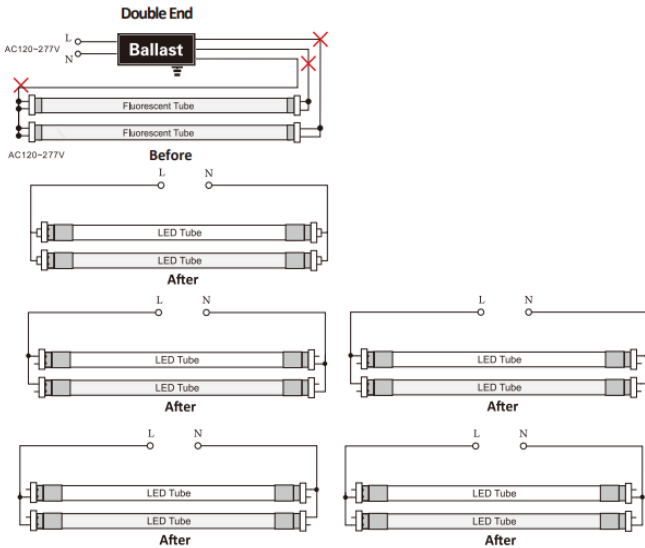 Double End
L
AC120~277V
N
Ballast
Fluorescent Tube
Fluorescent Tube
AC120~277V
Before
L N
LED Tube
LED Tube
After
L N
LED Tube
LED Tube
After
L N
LED Tube
LED Tube
After
L N
LED Tube
LED Tube
After
L N
LED Tube
LED Tube
After